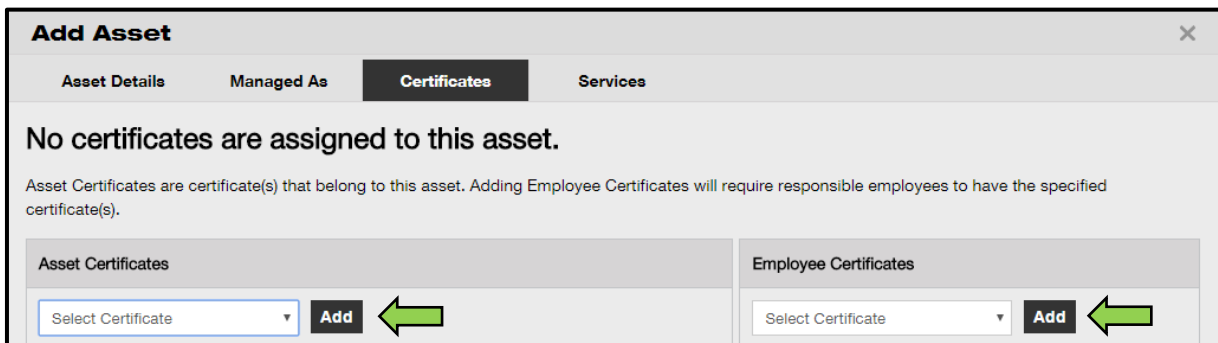 Add Asset
Asset Details Managed As Certificates Services
No certificates are assigned to this asset.
Asset Certificates are certificate(s) that belong to this asset. Adding Employee Certificates will require responsible employees to have the specified
certificate(s).
Asset Certificates Employee Certificates
Select Certificate Add Select Certificate Add